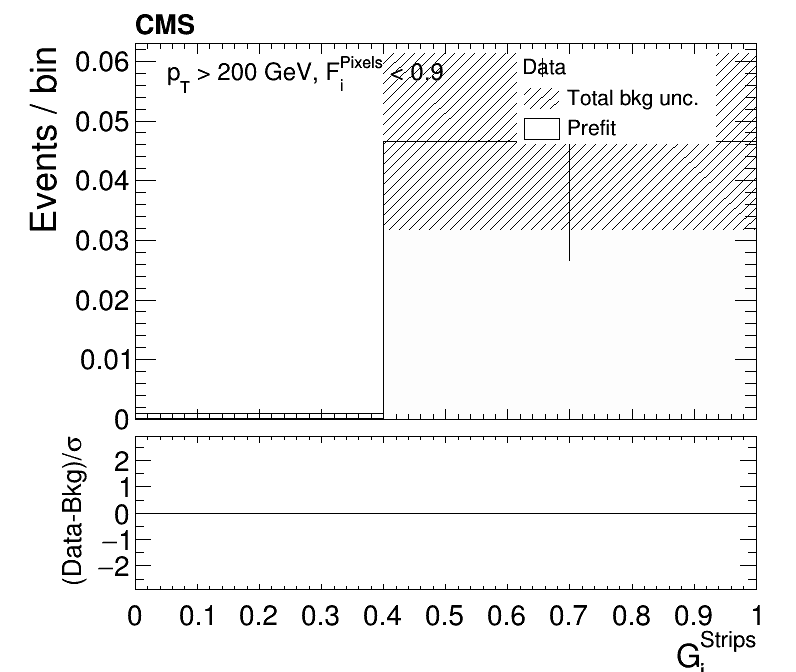 CMS
p_T > 200 GeV, F_i^Pixels < 0.9
Data
Total bkg unc.
Prefit
Events / bin
0.06
0.05
0.04
0.03
0.02
0.01
0
(Data-Bkg)/σ
2
1
0
−1
−2
0 0.1 0.2 0.3 0.4 0.5 0.6 0.7 0.8 0.9 1
G_i^Strips